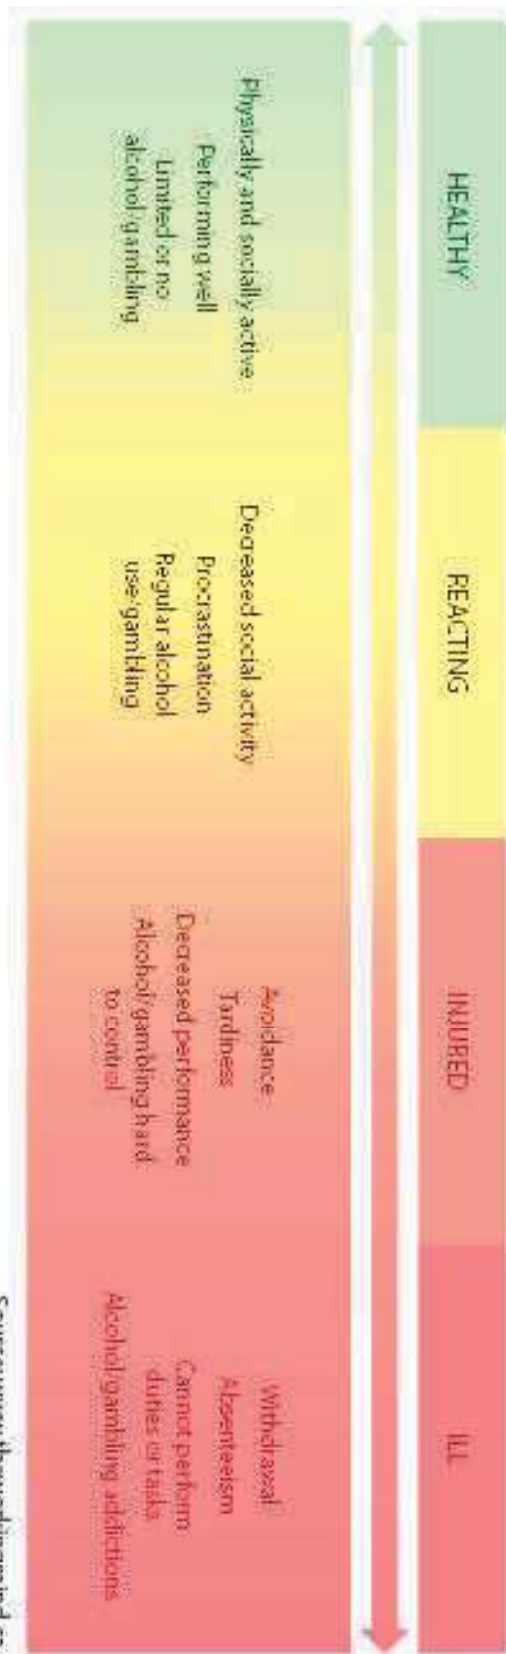 HEALTHY
REACTING
INJURED
ILL
Physically and socially active
Performing well
Limited or no
alcohol/gambling
Decreased social activity
Procrastination
Regular alcohol
use/gambling
Avoidance
Tardiness
Decreased performance
Alcohol/gambling hard
to control
Withdrawal
Absenteeism
Cannot perform
duties or tasks
Alcohol/gambling addictions